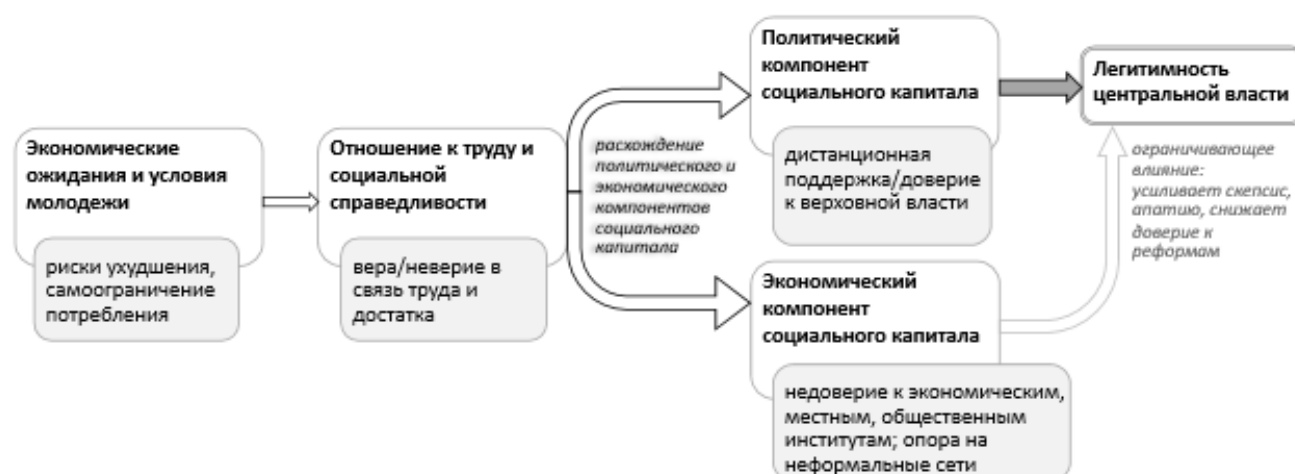 Экономические
ожидания и условия
молодежи
риски ухудшения,
самоограничение
потребления
Отношение к труду и
социальной
справедливости
вера/неверие в
связь труда и
достатка
расхождение
политического и
экономического
компонентов
социального
капитала
Политический
компонент
социального капитала
дистанционная
поддержка/доверие
к верховной власти
Экономический
компонент
социального капитала
недоверие к экономическим,
местным, общественным
институтам; опора на
неформальные сети
Легитимность
центральной власти
ограничивающее
влияние:
усиливает скепсис,
апатию, снижает
доверие к
реформам